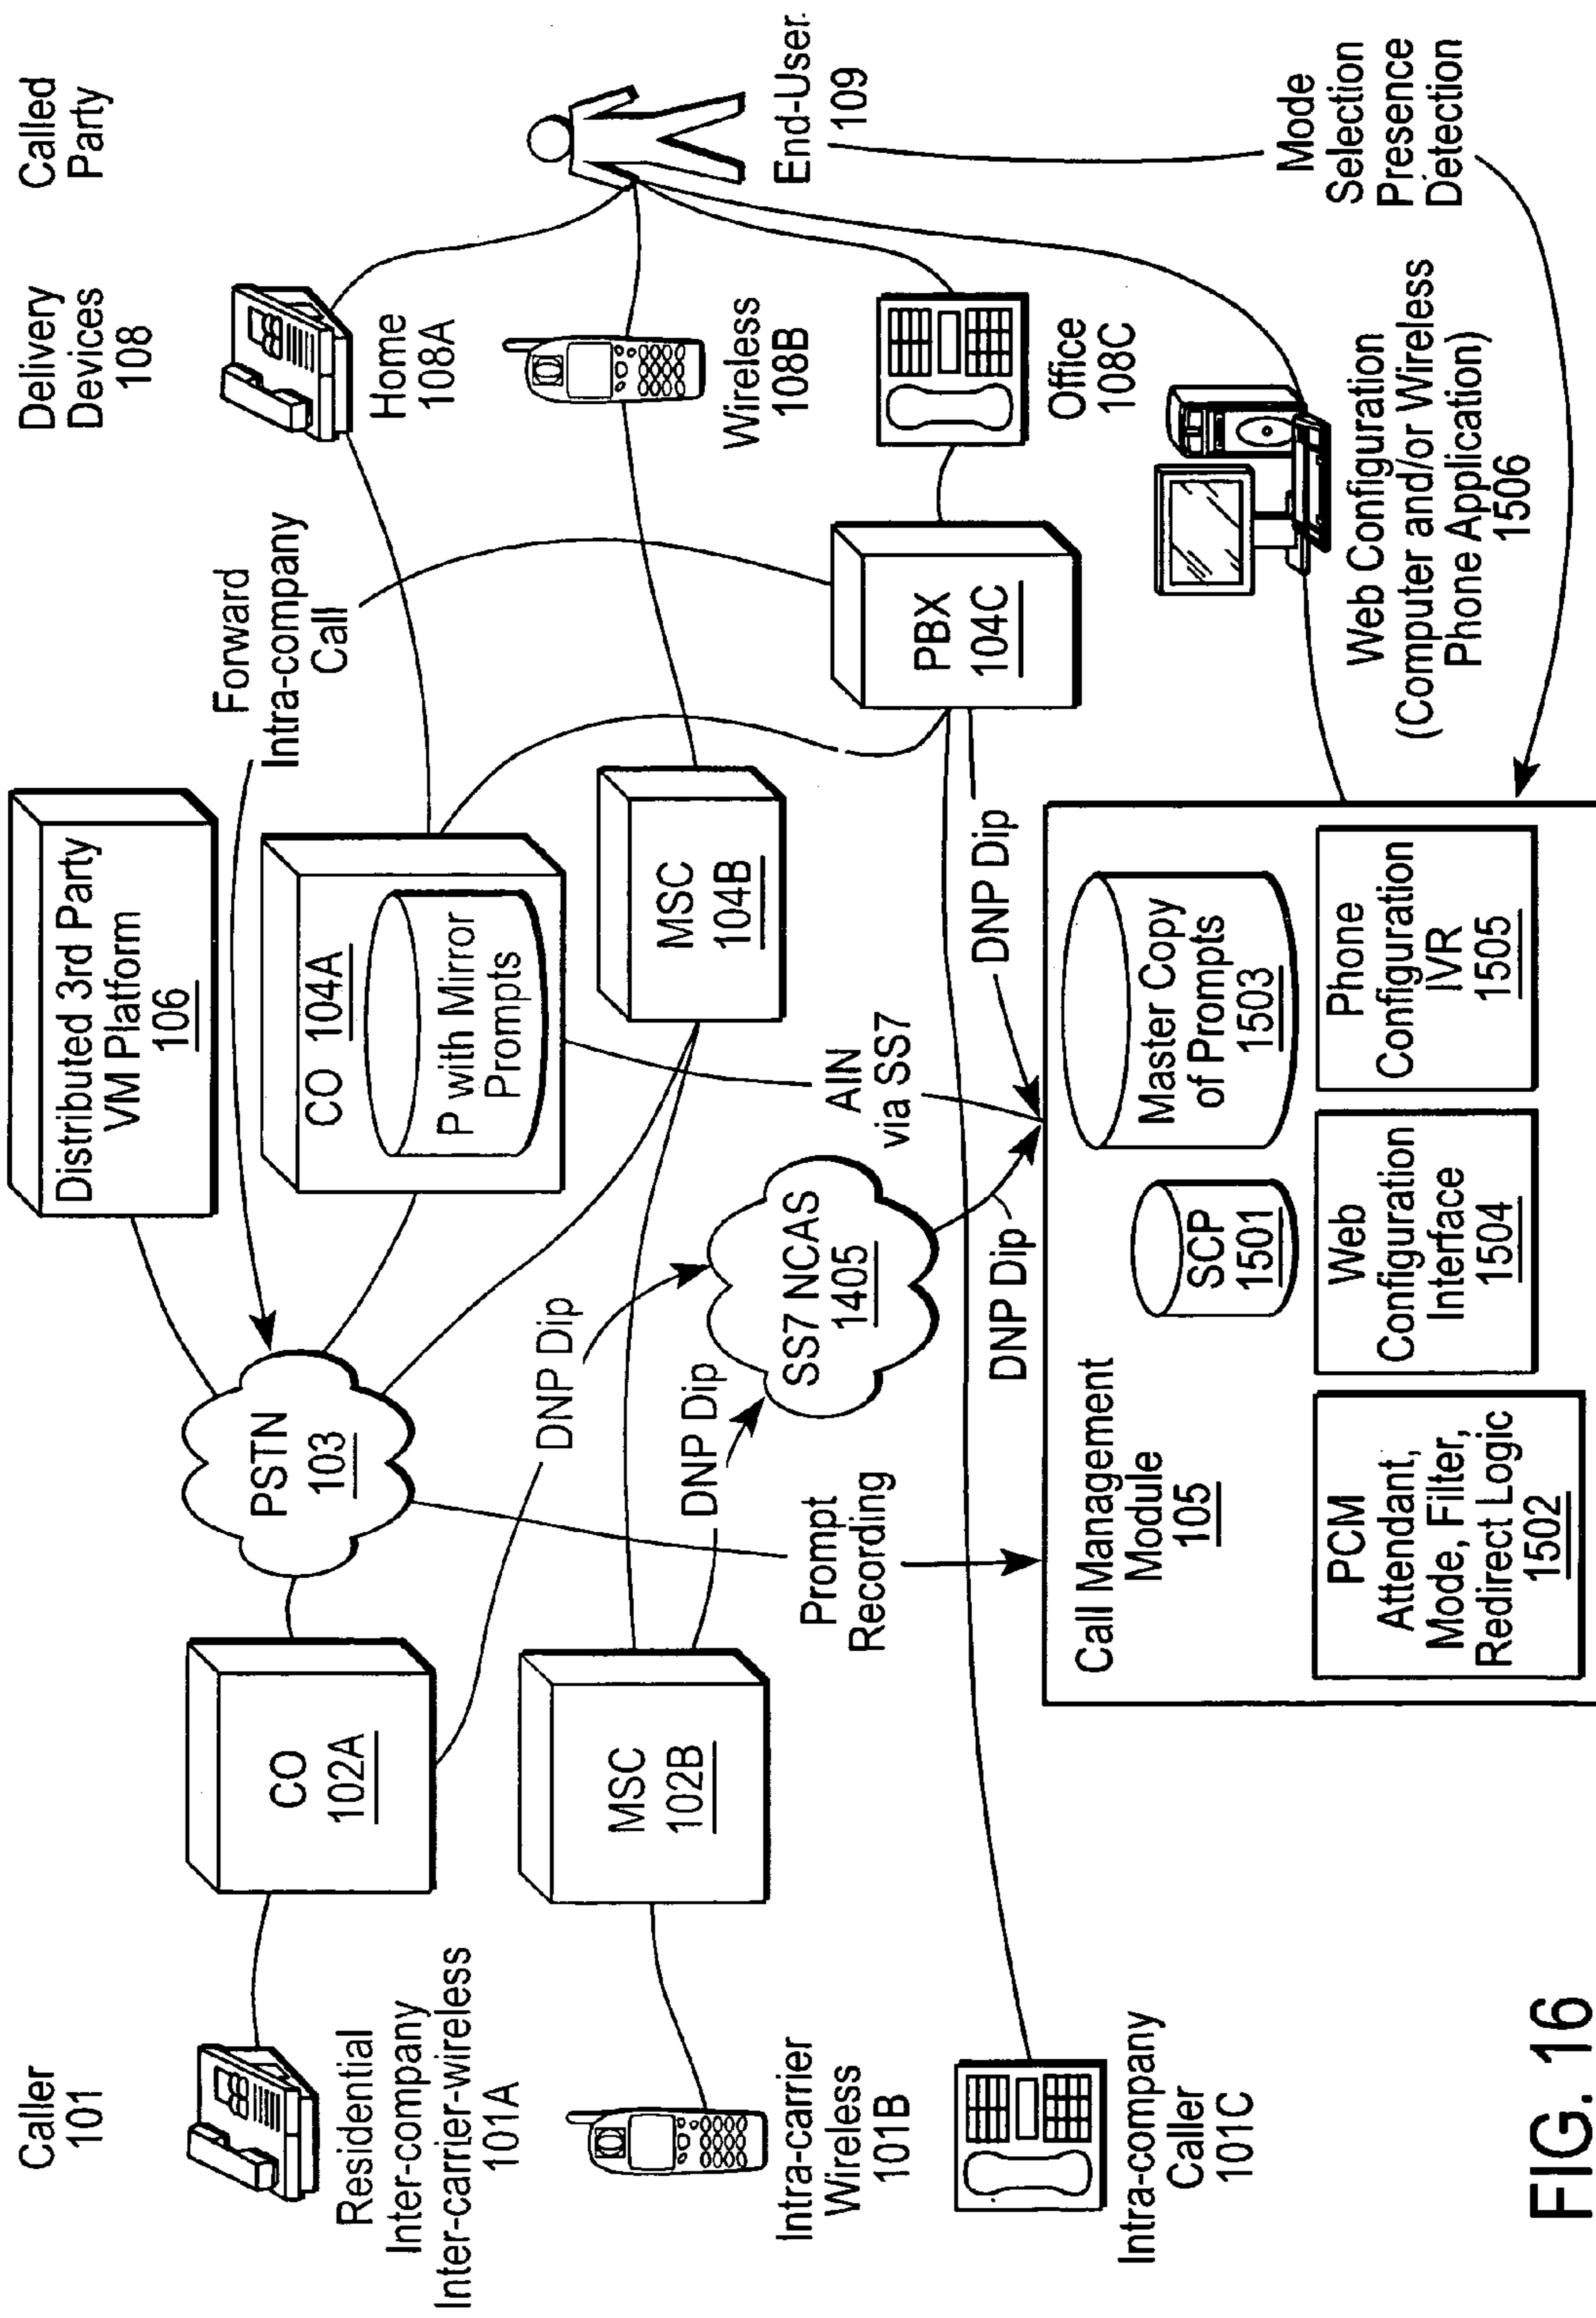 Caller
101
Delivery
Devices
108
Called
Party
Residential
Inter-company
Inter-carrier-wireless
101A
CO
102A
PSTN
103
Distributed 3rd Party
VM Platform
106
Forward
Intra-company
Call
CO 104A
P with Mirror
Prompts
Home
108A
Intra-carrier
Wireless
101B
MSC
102B
DNP Dip
DNP Dip
MSC
104B
Wireless
108B
End-User
109
SS7 NCAS
1405
Intra-company
Caller
101C
Prompt
Recording
DNP Dip
AIN
via SS7
DNP Dip
PBX
104C
Office
108C
Mode
Selection
Presence
Detection
Call Management
Module
105
SCP
1501
Master Copy
of Prompts
1503
PCM
Attendant,
Mode, Filter,
Redirect Logic
1502
Web
Configuration
Interface
1504
Phone
Configuration
IVR
1505
Web Configuration
(Computer and/or Wireless
Phone Application)
1506
FIG. 16